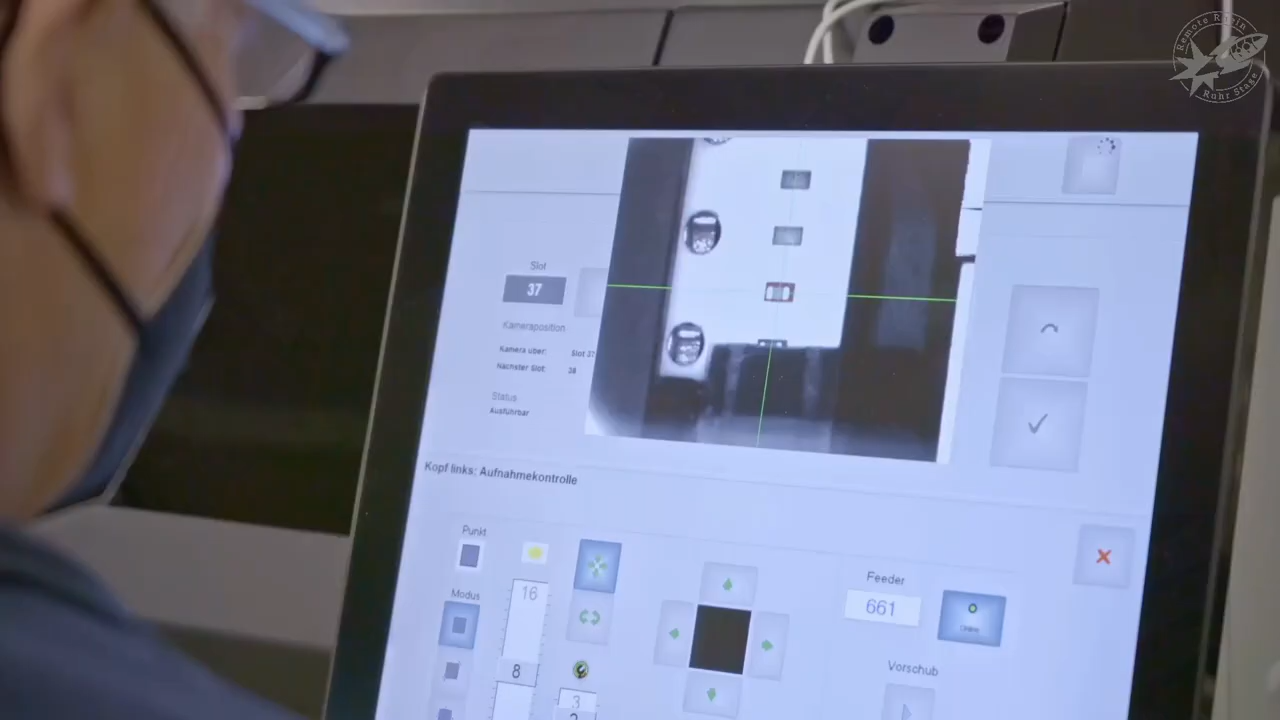 Remote Rhein
Ruhr Stage
Slot
37
Kameraposition
Kamera über: Slot 37
Nächster Slot: 38
Status
Ausführbar
Kopf links: Aufnahmekontrolle
Punkt
Modus
16
8
3
Feeder
661
Online
Vorschub